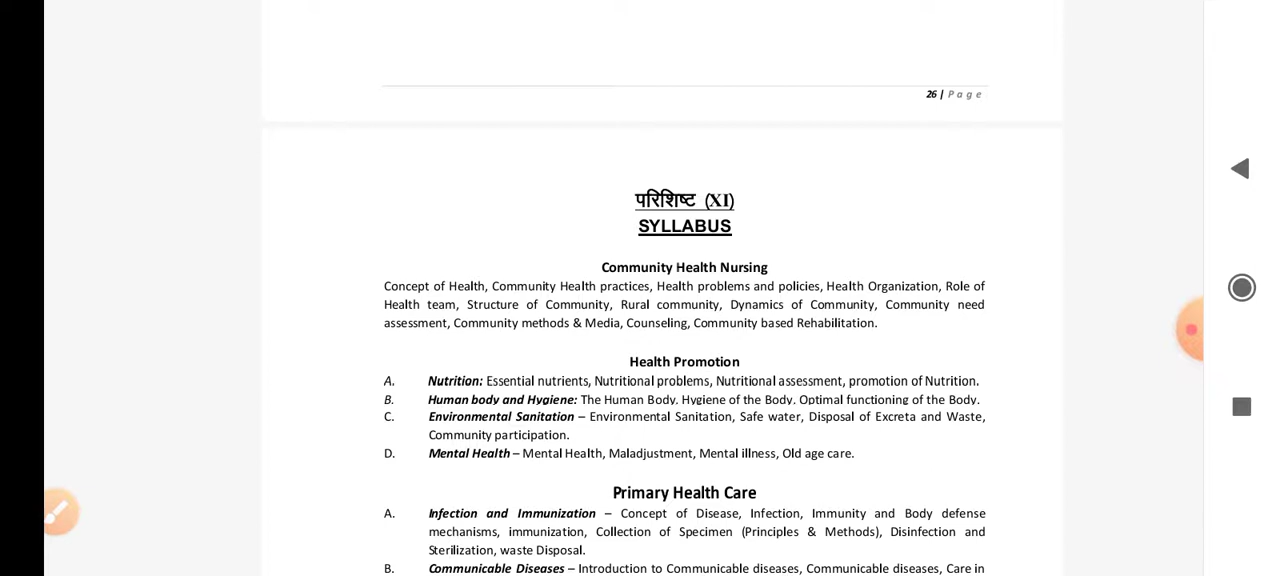 26 | Page
परिशिष्ट (XI)
SYLLABUS
Community Health Nursing
Concept of Health, Community Health practices, Health problems and policies, Health Organization, Role of
Health team, Structure of Community, Rural community, Dynamics of Community, Community need
assessment, Community methods & Media, Counseling, Community based Rehabilitation.
Health Promotion
A. Nutrition: Essential nutrients, Nutritional problems, Nutritional assessment, promotion of Nutrition.
B. Human body and Hygiene: The Human Body, Hygiene of the Body, Optimal functioning of the Body.
C. Environmental Sanitation – Environmental Sanitation, Safe water, Disposal of Excreta and Waste,
Community participation.
D. Mental Health – Mental Health, Maladjustment, Mental illness, Old age care.
Primary Health Care
A. Infection and Immunization – Concept of Disease, Infection, Immunity and Body defense
mechanisms, immunization, Collection of Specimen (Principles & Methods), Disinfection and
Sterilization, waste Disposal.
B. Communicable Diseases – Introduction to Communicable diseases, Communicable diseases, Care in